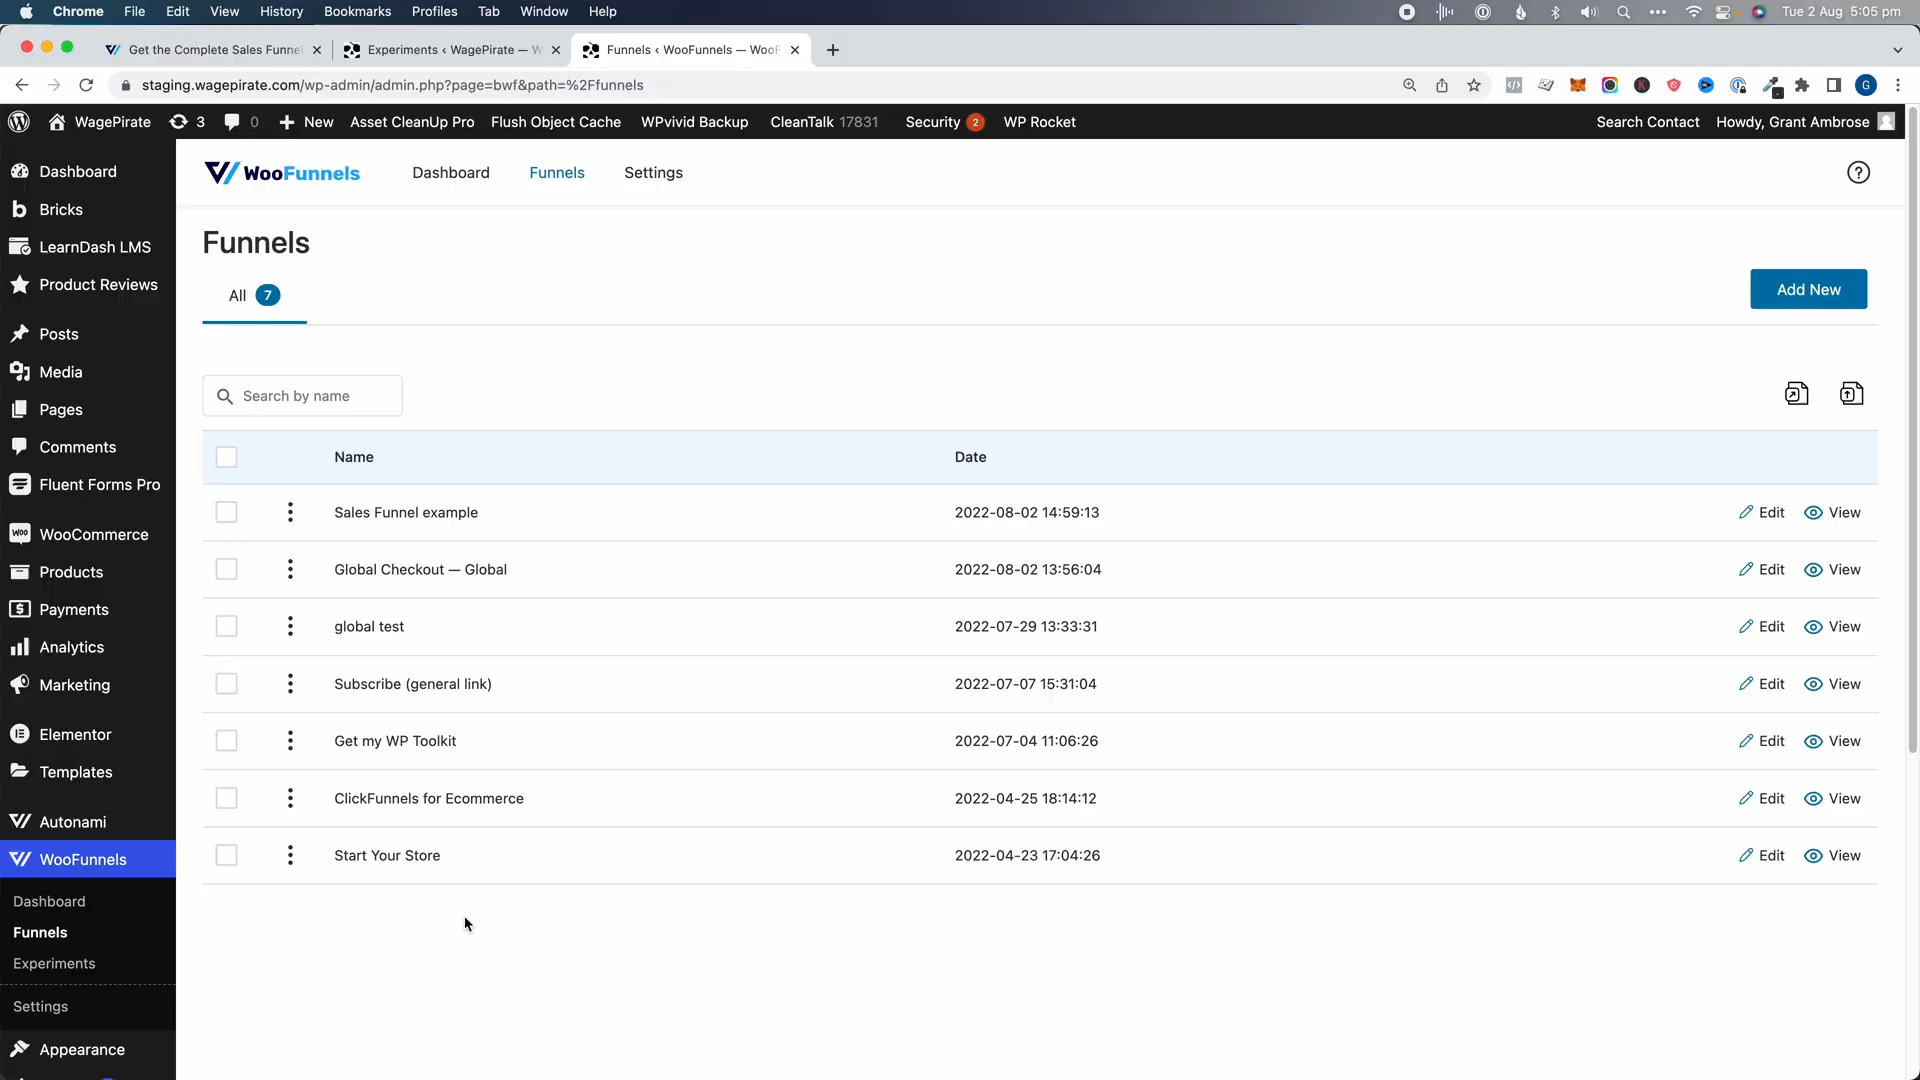 Chrome File Edit View History Bookmarks Profiles Tab Window Help Tue 2 Aug 5:05 pm
Get the Complete Sales Funne
Experiments ‹ WagePirate — W
Funnels ‹ WooFunnels — WooF
staging.wagepirate.com/wp-admin/admin.php?page=bwf&path=%2Ffunnels
G
WagePirate 3 0 New Asset CleanUp Pro Flush Object Cache WPvivid Backup CleanTalk 17831 Security 2 WP Rocket Search Contact Howdy, Grant Ambrose
Dashboard
Bricks
LearnDash LMS
Product Reviews
Posts
Media
Pages
Comments
Fluent Forms Pro
WooCommerce
Products
Payments
Analytics
Marketing
Elementor
Templates
Autonami
WooFunnels
Dashboard
Funnels
Experiments
Settings
Appearance
WooFunnels Dashboard Funnels Settings
Funnels
All 7
Add New
Search by name
Name Date
Sales Funnel example 2022-08-02 14:59:13 Edit View
Global Checkout — Global 2022-08-02 13:56:04 Edit View
global test 2022-07-29 13:33:31 Edit View
Subscribe (general link) 2022-07-07 15:31:04 Edit View
Get my WP Toolkit 2022-07-04 11:06:26 Edit View
ClickFunnels for Ecommerce 2022-04-25 18:14:12 Edit View
Start Your Store 2022-04-23 17:04:26 Edit View